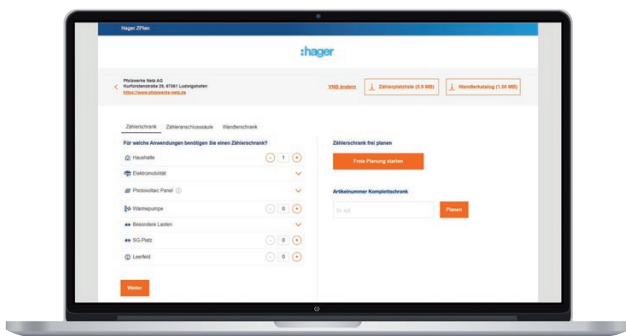 Hager ZPlan
:hager
Pfalzwerke Netz AG
Kurfürstenstraße 29, 67061 Ludwigshafen
https://www.pfalzwerke-netz.de
VNB ändern
Zählerplatzliste (0.5 MB)
Wandlerkatalog (1.05 MB)
Zählerschrank Zähleranschlusssäule Wandlerschrank
Für welche Anwendungen benötigen Sie einen Zählerschrank?
Haushalte 1
Elektromobilität
Photovoltaic Panel
Wärmepumpe 0
Besondere Lasten
SG Platz 0
Leerfeld 0
Weiter
Zählerschrank frei planen
Freie Planung starten
Artikelnummer Komplettschrank
Planen